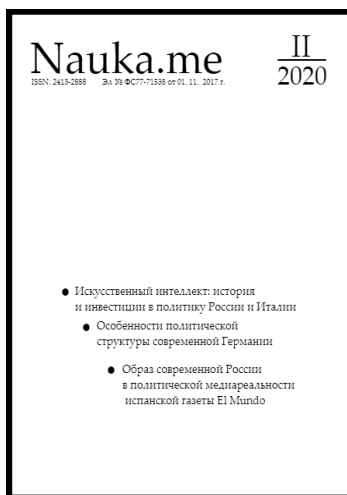 Nauka.me
II
2020
ISSN: 2413-2888 Эл № ФС77-71538 от 01. 11. 2017 г.
• Искусственный интеллект: история
и инвестиции в политику России и Италии
• Особенности политической
структуры современной Германии
• Образ современной России
в политической медиареальности
испанской газеты El Mundo